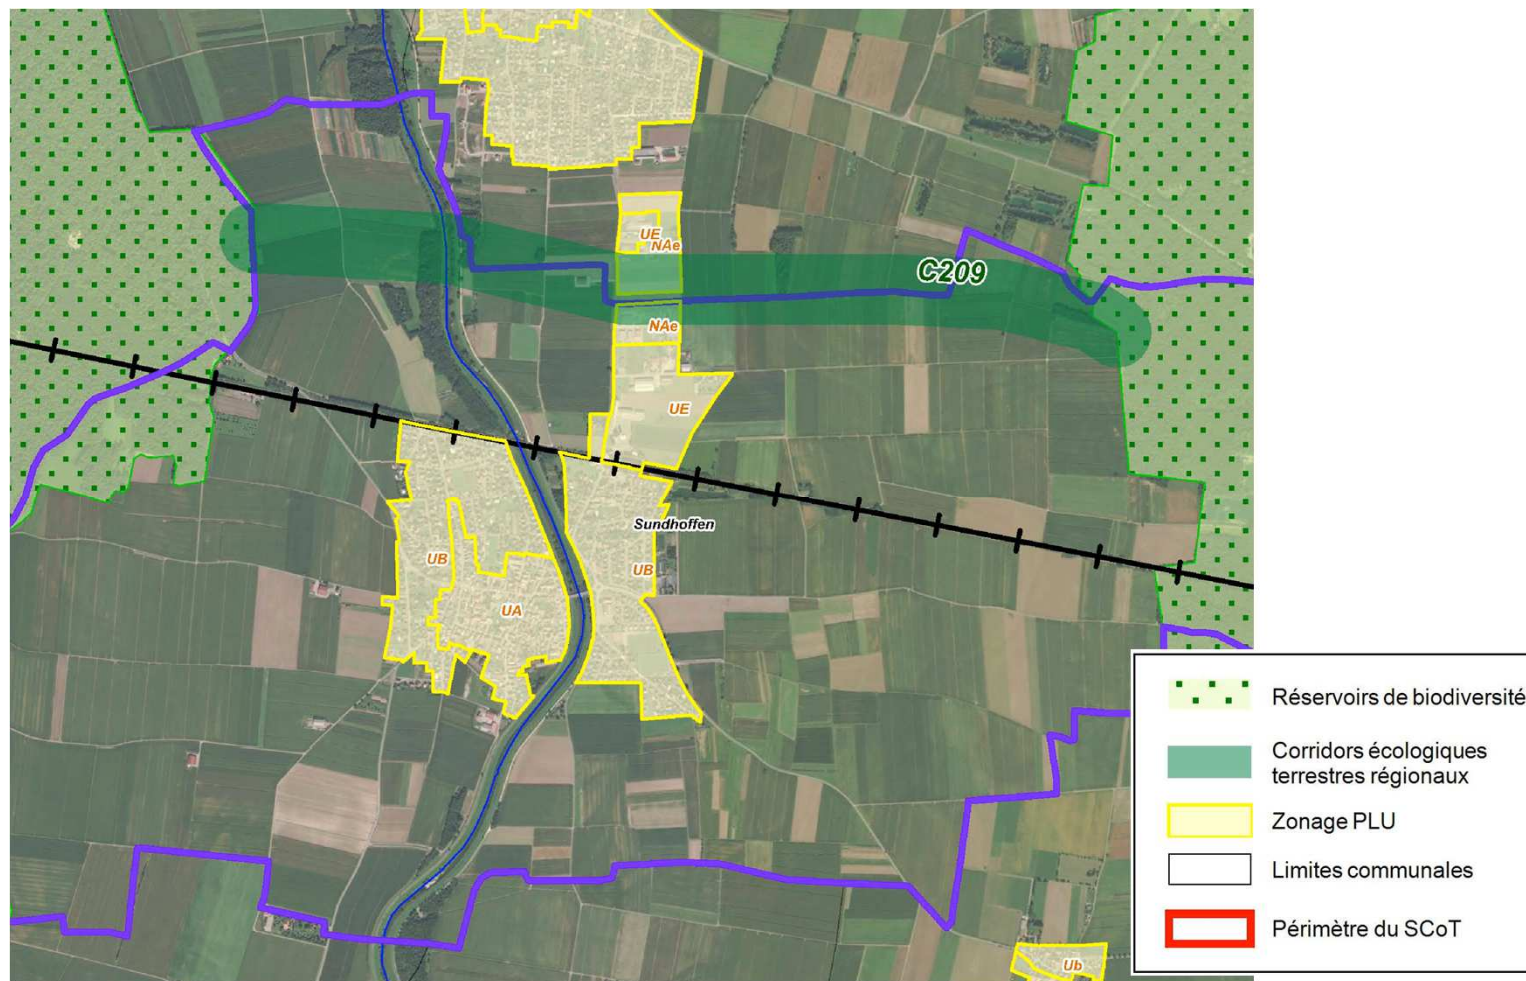 UE
NAe
C209
NAe
UE
Sundhoffen
UB
UB
UA
Ub
Réservoirs de biodiversité
Corridors écologiques
terrestres régionaux
Zonage PLU
Limites communales
Périmètre du SCoT